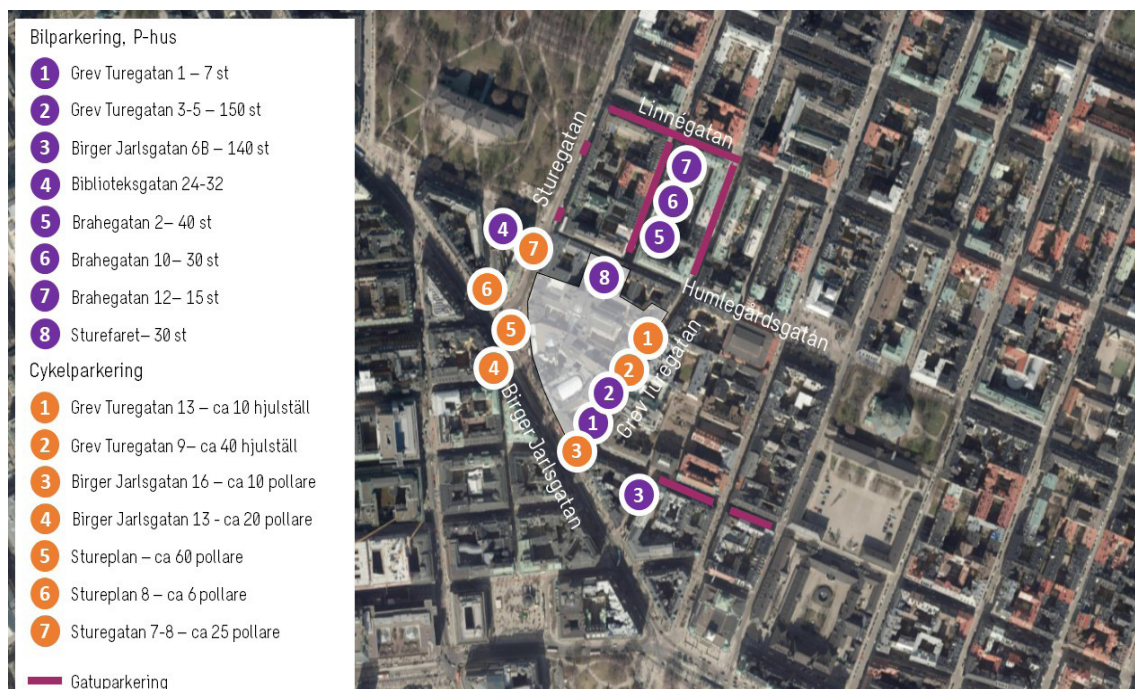 Bilparkering, P-hus
1 Grev Turegatan 1 – 7 st
2 Grev Turegatan 3-5 – 150 st
3 Birger Jarlsgatan 6B – 140 st
4 Biblioteksgatan 24-32
5 Brahegatan 2– 40 st
6 Brahegatan 10– 30 st
7 Brahegatan 12– 15 st
8 Sturefaret– 30 st
Cykelparkering
1 Grev Turegatan 13 – ca 10 hjulställ
2 Grev Turegatan 9– ca 40 hjulställ
3 Birger Jarlsgatan 16 – ca 10 pollare
4 Birger Jarlsgatan 13 - ca 20 pollare
5 Stureplan – ca 60 pollare
6 Stureplan 8 – ca 6 pollare
7 Sturegatan 7-8 – ca 25 pollare
Gatuparkering
Linnégatan
Sturegatan
7
6
5
4
7
8
6
Humlegårdsgatan
5
1
4
2
Grev Turegatan
2
1
Birger Jarlsgatan
3
3